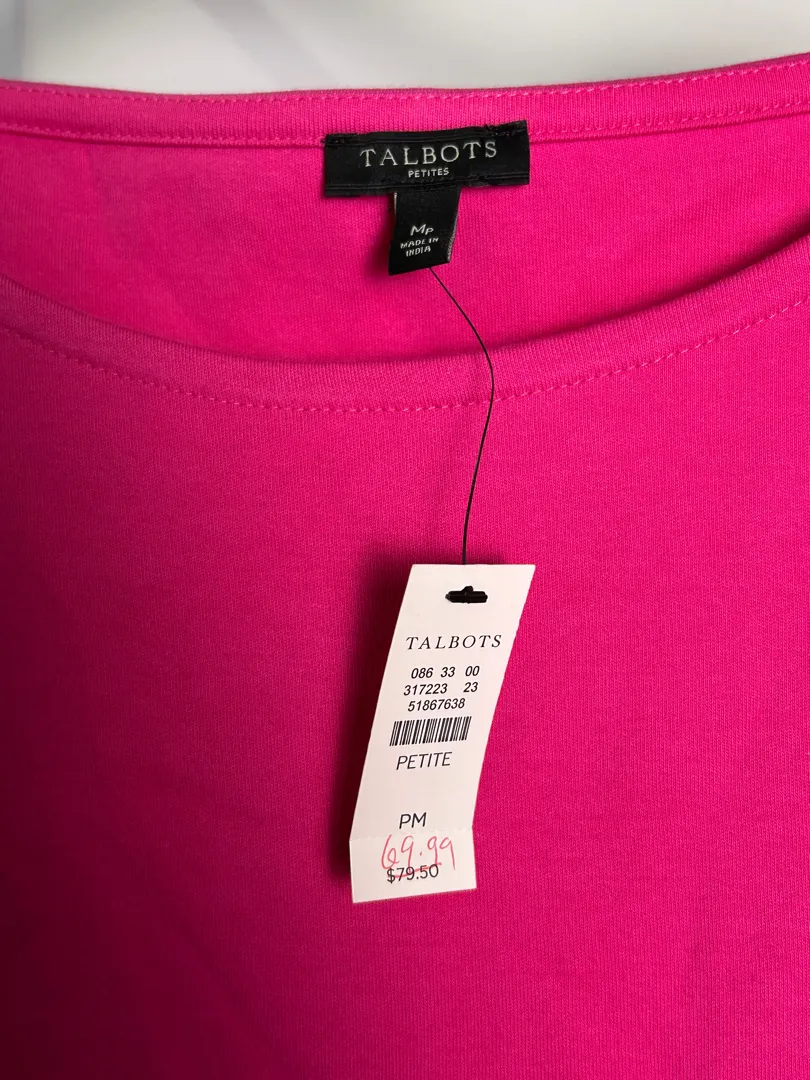 TALBOTS
PETITES
MP
MADE IN
INDIA
TALBOTS
086 33 00
317223 23
51867638
PETITE
PM
69.99
$79.50